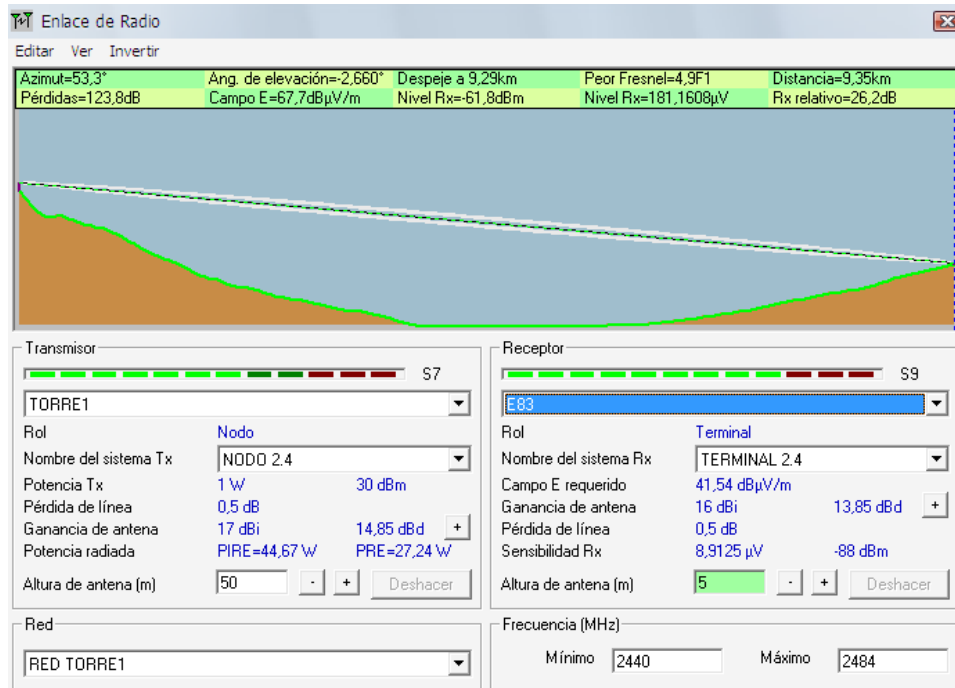 Enlace de Radio
Editar Ver Invertir
Azimut=53,3° Ang. de elevación=-2,660° Despeje a 9,29km Peor Fresnel=4,9F1 Distancia=9,35km
Pérdidas=123,8dB Campo E=67,7dBµV/m Nivel Rx=-61,8dBm Nivel Rx=181,1608µV Rx relativo=26,2dB
Transmisor
S7
TORRE1
Rol Nodo
Nombre del sistema Tx NODO 2.4
Potencia Tx 1 W 30 dBm
Pérdida de línea 0,5 dB
Ganancia de antena 17 dBi 14,85 dBd +
Potencia radiada PIRE=44,67 W PRE=27,24 W
Altura de antena (m) 50 - + Deshacer
Receptor
S9
E83
Rol Terminal
Nombre del sistema Rx TERMINAL 2.4
Campo E requerido 41,54 dBµV/m
Ganancia de antena 16 dBi 13,85 dBd +
Pérdida de línea 0,5 dB
Sensibilidad Rx 8,9125 µV -88 dBm
Altura de antena (m) 5 - + Deshacer
Red
RED TORRE1
Frecuencia (MHz)
Mínimo 2440 Máximo 2484